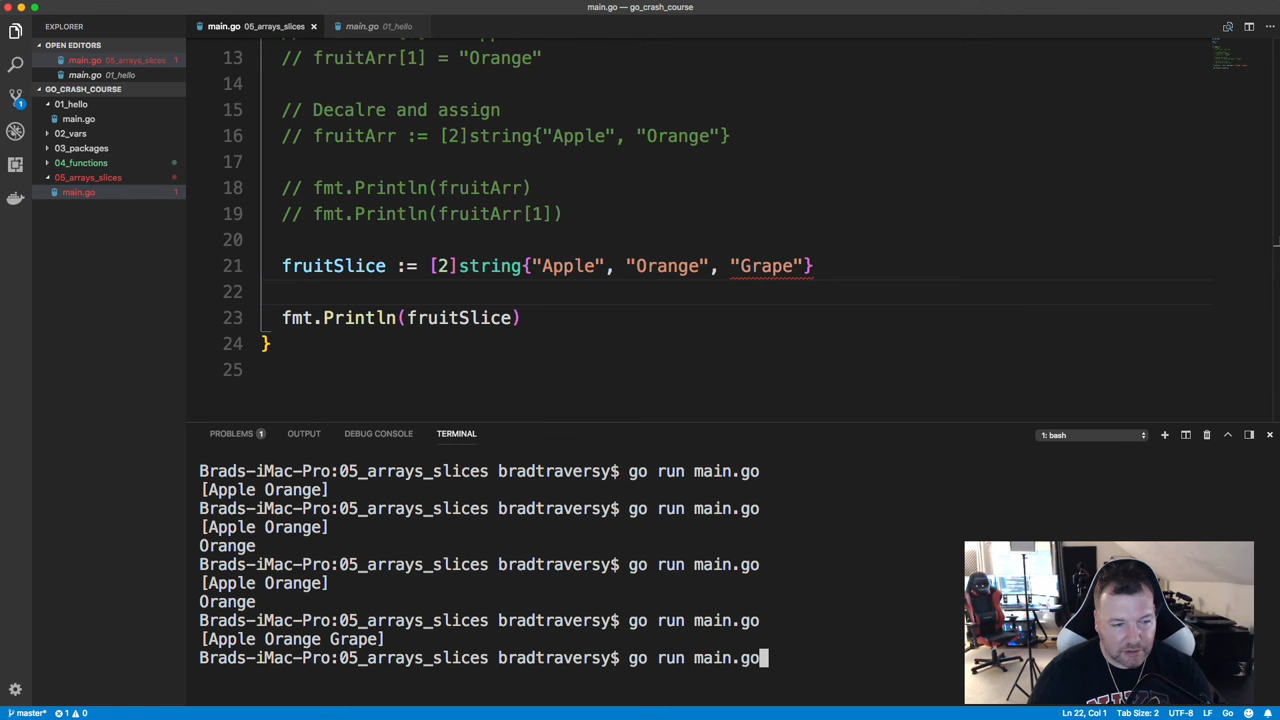 main.go — go_crash_course
EXPLORER
main.go 05_arrays_slices ×
main.go 01_hello
OPEN EDITORS
main.go 05_arrays_slices 1
main.go 01_hello
GO_CRASH_COURSE
01_hello
main.go
02_vars
03_packages
04_functions
05_arrays_slices
main.go 1
1
13 // fruitArr[1] = "Orange"
14
15 // Decalre and assign
16 // fruitArr := [2]string{"Apple", "Orange"}
17
18 // fmt.Println(fruitArr)
19 // fmt.Println(fruitArr[1])
20
21 fruitSlice := [2]string{"Apple", "Orange", "Grape"}
22
23 fmt.Println(fruitSlice)
24 }
25
PROBLEMS 1 OUTPUT DEBUG CONSOLE TERMINAL 1: bash
Brads-iMac-Pro:05_arrays_slices bradtraversy$ go run main.go
[Apple Orange]
Brads-iMac-Pro:05_arrays_slices bradtraversy$ go run main.go
[Apple Orange]
Orange
Brads-iMac-Pro:05_arrays_slices bradtraversy$ go run main.go
[Apple Orange]
Orange
Brads-iMac-Pro:05_arrays_slices bradtraversy$ go run main.go
[Apple Orange Grape]
Brads-iMac-Pro:05_arrays_slices bradtraversy$ go run main.go
master* 1 0 Ln 22, Col 1 Tab Size: 2 UTF-8 LF Go